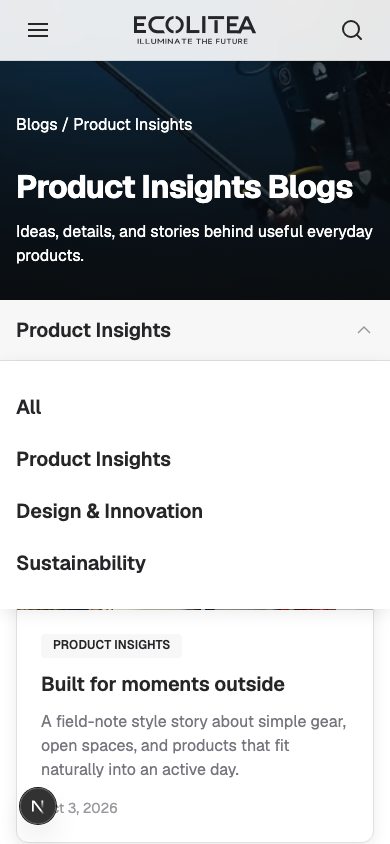 ECOLITEA
ILLUMINATE THE FUTURE
Blogs / Product Insights
Product Insights Blogs
Ideas, details, and stories behind useful everyday
products.
Product Insights
All
Product Insights
Design & Innovation
Sustainability
PRODUCT INSIGHTS
Built for moments outside
A field-note style story about simple gear,
open spaces, and products that fit
naturally into an active day.
N
3, 2026